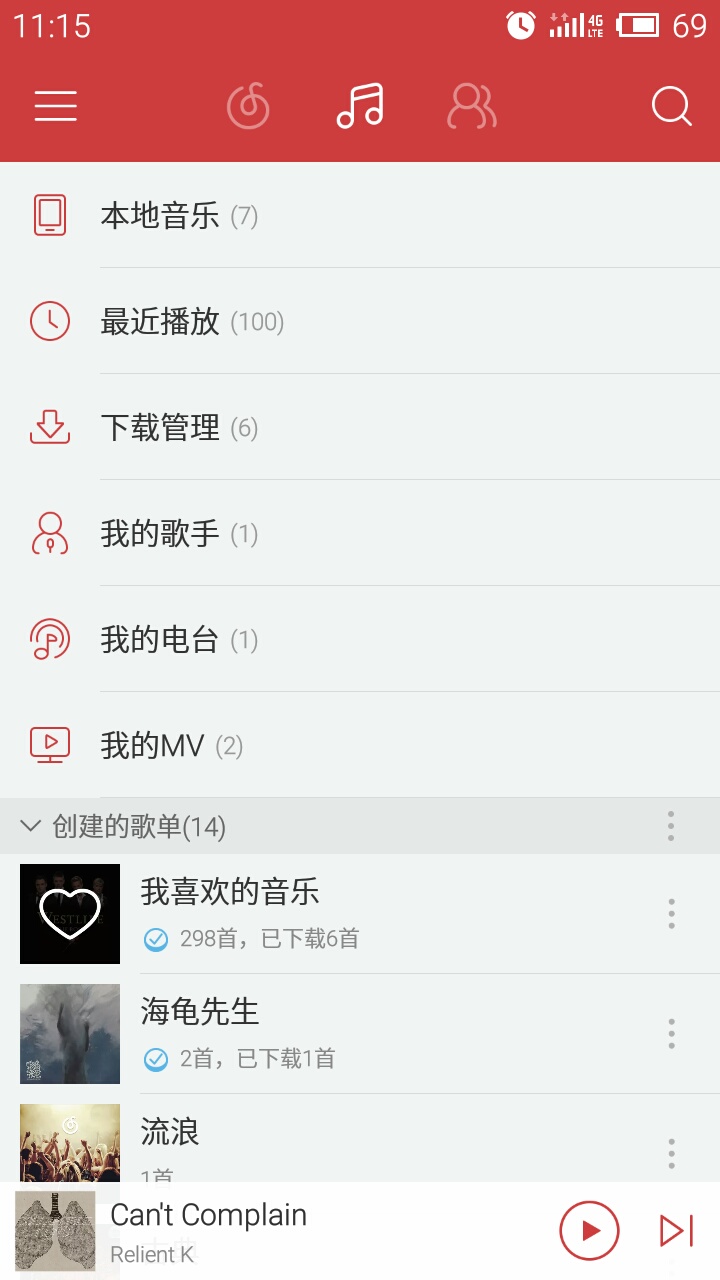 11:15
4G
LTE
69
本地音乐 (7)
最近播放 (100)
下载管理 (6)
我的歌手 (1)
我的电台 (1)
我的MV (2)
创建的歌单(14)
WESTLIFE
我喜欢的音乐
298首，已下载6首
海龟先生
2首，已下载1首
流浪
1首
Can't Complain
Relient K